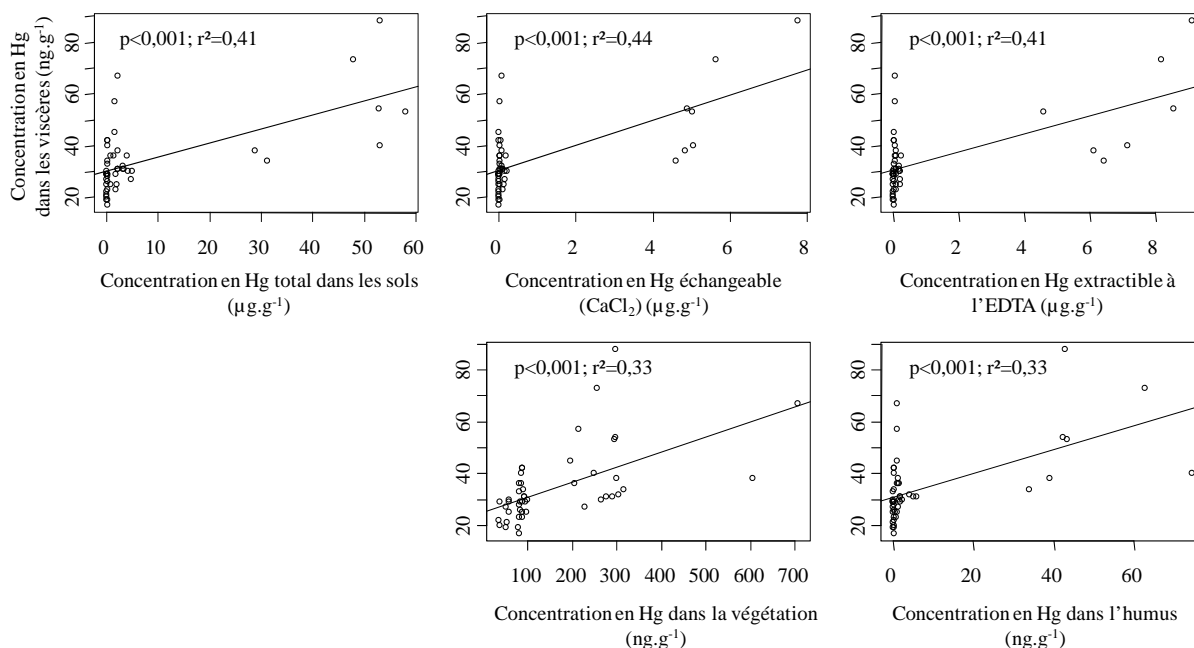 Concentration en Hg
dans les viscères (ng.g-1)
20 40 60 80
p<0,001; r²=0,41
0 10 20 30 40 50 60
Concentration en Hg total dans les sols
(µg.g-1)
20 40 60 80
p<0,001; r²=0,44
0 2 4 6 8
Concentration en Hg échangeable
(CaCl2) (µg.g-1)
20 40 60 80
p<0,001; r²=0,41
0 2 4 6 8
Concentration en Hg extractible à
l’EDTA (µg.g-1)
20 40 60 80
p<0,001; r²=0,33
100 200 300 400 500 600 700
Concentration en Hg dans la végétation
(ng.g-1)
20 40 60 80
p<0,001; r²=0,33
0 20 40 60
Concentration en Hg dans l’humus
(ng.g-1)